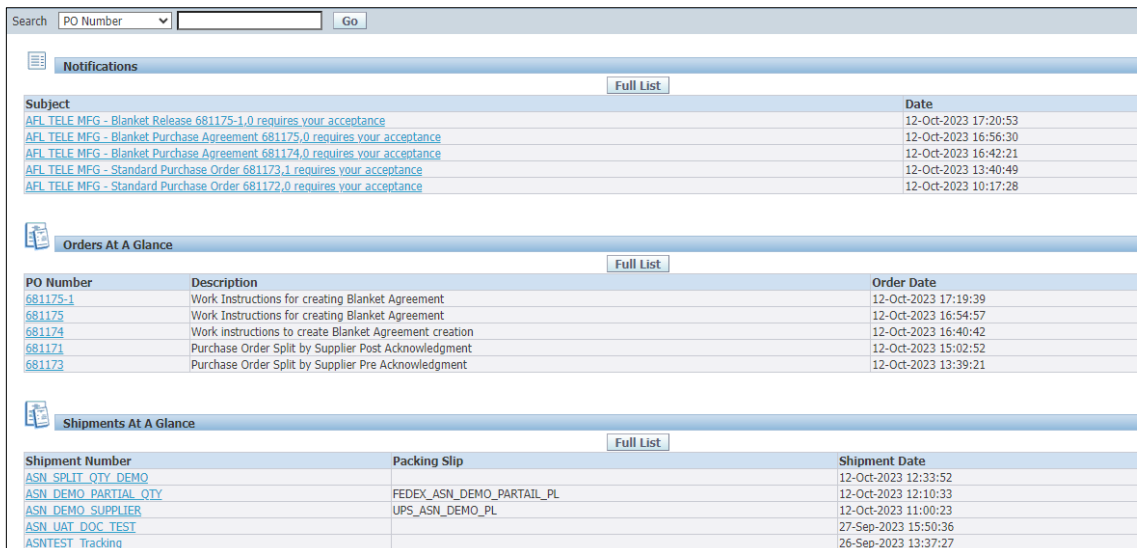 Search PO Number Go
Notifications
Full List
Subject Date
AFL TELE MFG - Blanket Release 681175-1,0 requires your acceptance 12-Oct-2023 17:20:53
AFL TELE MFG - Blanket Purchase Agreement 681175,0 requires your acceptance 12-Oct-2023 16:56:30
AFL TELE MFG - Blanket Purchase Agreement 681174,0 requires your acceptance 12-Oct-2023 16:42:21
AFL TELE MFG - Standard Purchase Order 681173,1 requires your acceptance 12-Oct-2023 13:40:49
AFL TELE MFG - Standard Purchase Order 681172,0 requires your acceptance 12-Oct-2023 10:17:28
Orders At A Glance
Full List
PO Number Description Order Date
681175-1 Work Instructions for creating Blanket Agreement 12-Oct-2023 17:19:39
681175 Work Instructions for creating Blanket Agreement 12-Oct-2023 16:54:57
681174 Work instructions to create Blanket Agreement creation 12-Oct-2023 16:40:42
681171 Purchase Order Split by Supplier Post Acknowledgment 12-Oct-2023 15:02:52
681173 Purchase Order Split by Supplier Pre Acknowledgment 12-Oct-2023 13:39:21
Shipments At A Glance
Full List
Shipment Number Packing Slip Shipment Date
ASN_SPLIT_QTY_DEMO 12-Oct-2023 12:33:52
ASN_DEMO_PARTIAL_QTY FEDEX_ASN_DEMO_PARTAIL_PL 12-Oct-2023 12:10:33
ASN_DEMO_SUPPLIER UPS_ASN_DEMO_PL 12-Oct-2023 11:00:23
ASN_UAT_DOC_TEST 27-Sep-2023 15:50:36
ASNTEST_Tracking 26-Sep-2023 13:37:27